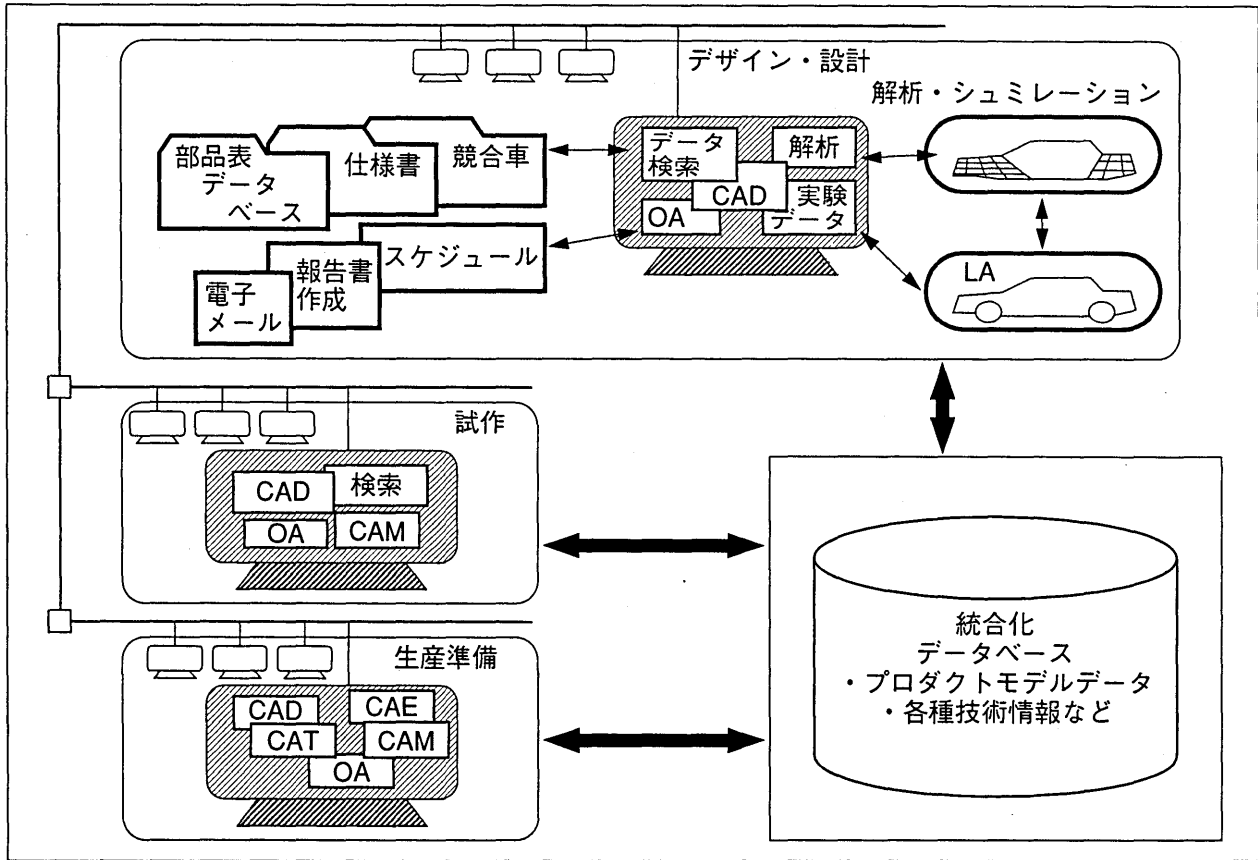 デザイン・設計
解析・シュミレーション
部品表
データ
ベース
仕様書
競合車
データ
検索
解析
CAD
OA
実験
データ
スケジュール
報告書
作成
電子
メール
LA
試作
CAD
検索
OA
CAM
生産準備
CAD
CAE
CAT
CAM
OA
統合化
データベース
・プロダクトモデルデータ
・各種技術情報など